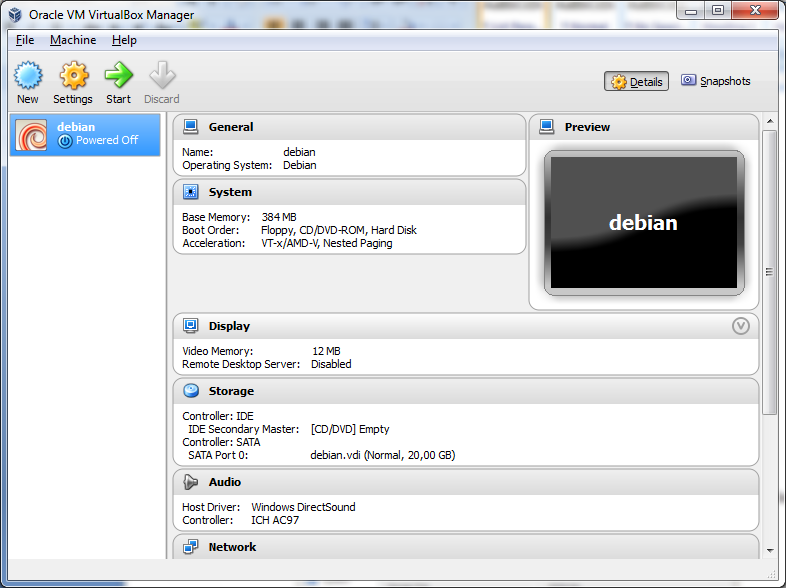 Oracle VM VirtualBox Manager
File Machine Help
New Settings Start Discard
Details Snapshots
debian
Powered Off
General
Name: debian
Operating System: Debian
System
Base Memory: 384 MB
Boot Order: Floppy, CD/DVD-ROM, Hard Disk
Acceleration: VT-x/AMD-V, Nested Paging
Preview
debian
Display
Video Memory: 12 MB
Remote Desktop Server: Disabled
Storage
Controller: IDE
IDE Secondary Master: [CD/DVD] Empty
Controller: SATA
SATA Port 0: debian.vdi (Normal, 20,00 GB)
Audio
Host Driver: Windows DirectSound
Controller: ICH AC97
Network